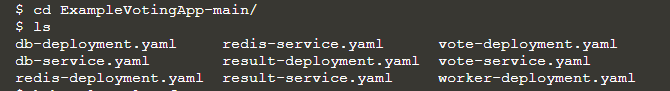 $ cd ExampleVotingApp-main/
$ ls
db-deployment.yaml redis-service.yaml vote-deployment.yaml
db-service.yaml result-deployment.yaml vote-service.yaml
redis-deployment.yaml result-service.yaml worker-deployment.yaml